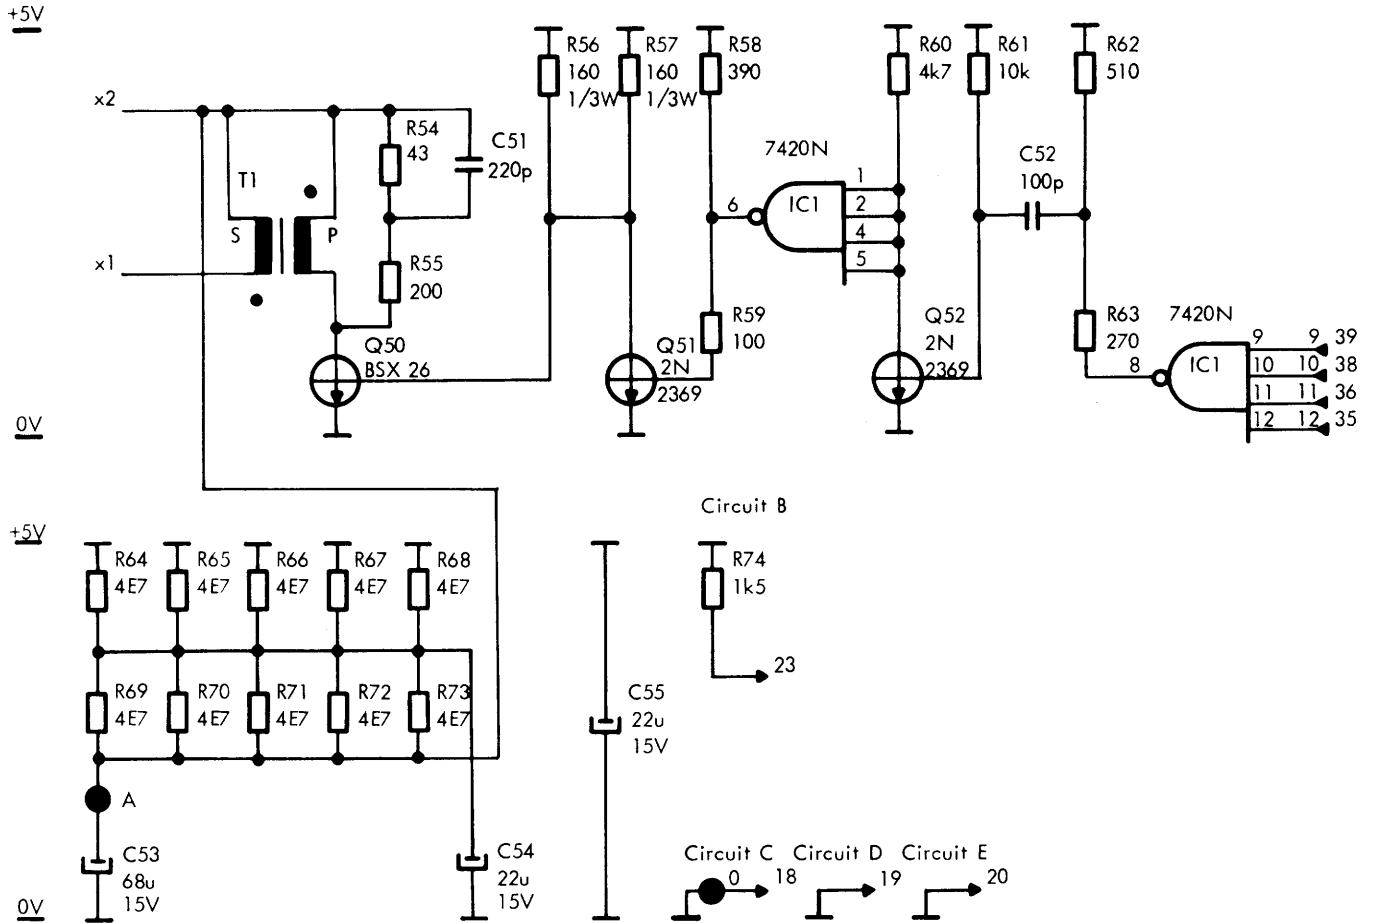 +5V
R56
160
1/3W
R57
160
1/3W
R58
390
R60
4k7
R61
10k
R62
510
x2
R54
43
C51
220p
7420N
C52
100p
T1
1
2
4
5
IC1
6
S
P
x1
R55
200
R59
100
Q52
2N
2369
R63
270
7420N
Q50
BSX 26
Q51
2N
2369
8
IC1
9 9 39
10 10 38
11 11 36
12 12 35
0V
Circuit B
+5V
R64
4E7
R65
4E7
R66
4E7
R67
4E7
R68
4E7
R74
1k5
23
R69
4E7
R70
4E7
R71
4E7
R72
4E7
R73
4E7
C55
22u
15V
A
C53
68u
15V
C54
22u
15V
Circuit C
0 18
Circuit D
19
Circuit E
20
0V